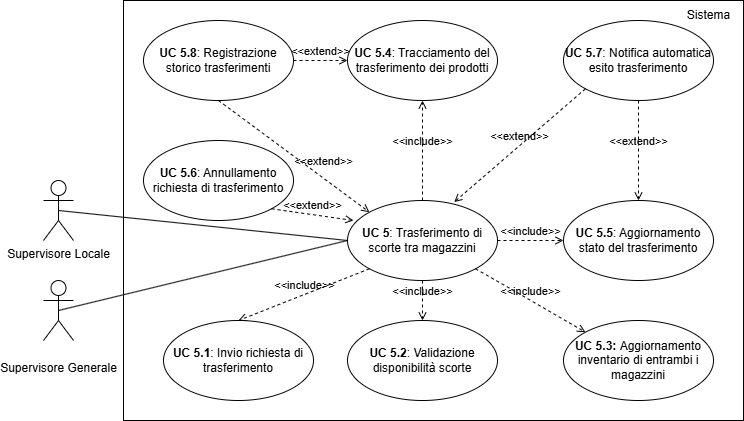 Sistema
UC 5.8: Registrazione
storico trasferimenti
<<extend>>
UC 5.4: Tracciamento del
trasferimento dei prodotti
UC 5.7: Notifica automatica
esito trasferimento
<<include>>
<<extend>>
<<extend>>
<<extend>>
UC 5.6: Annullamento
richiesta di trasferimento
<<extend>>
UC 5: Trasferimento di
scorte tra magazzini
<<include>>
UC 5.5: Aggiornamento
stato del trasferimento
Supervisore Locale
<<include>>
<<include>>
<<include>>
UC 5.1: Invio richiesta di
trasferimento
UC 5.2: Validazione
disponibilità scorte
UC 5.3: Aggiornamento
inventario di entrambi i
magazzini
Supervisore Generale